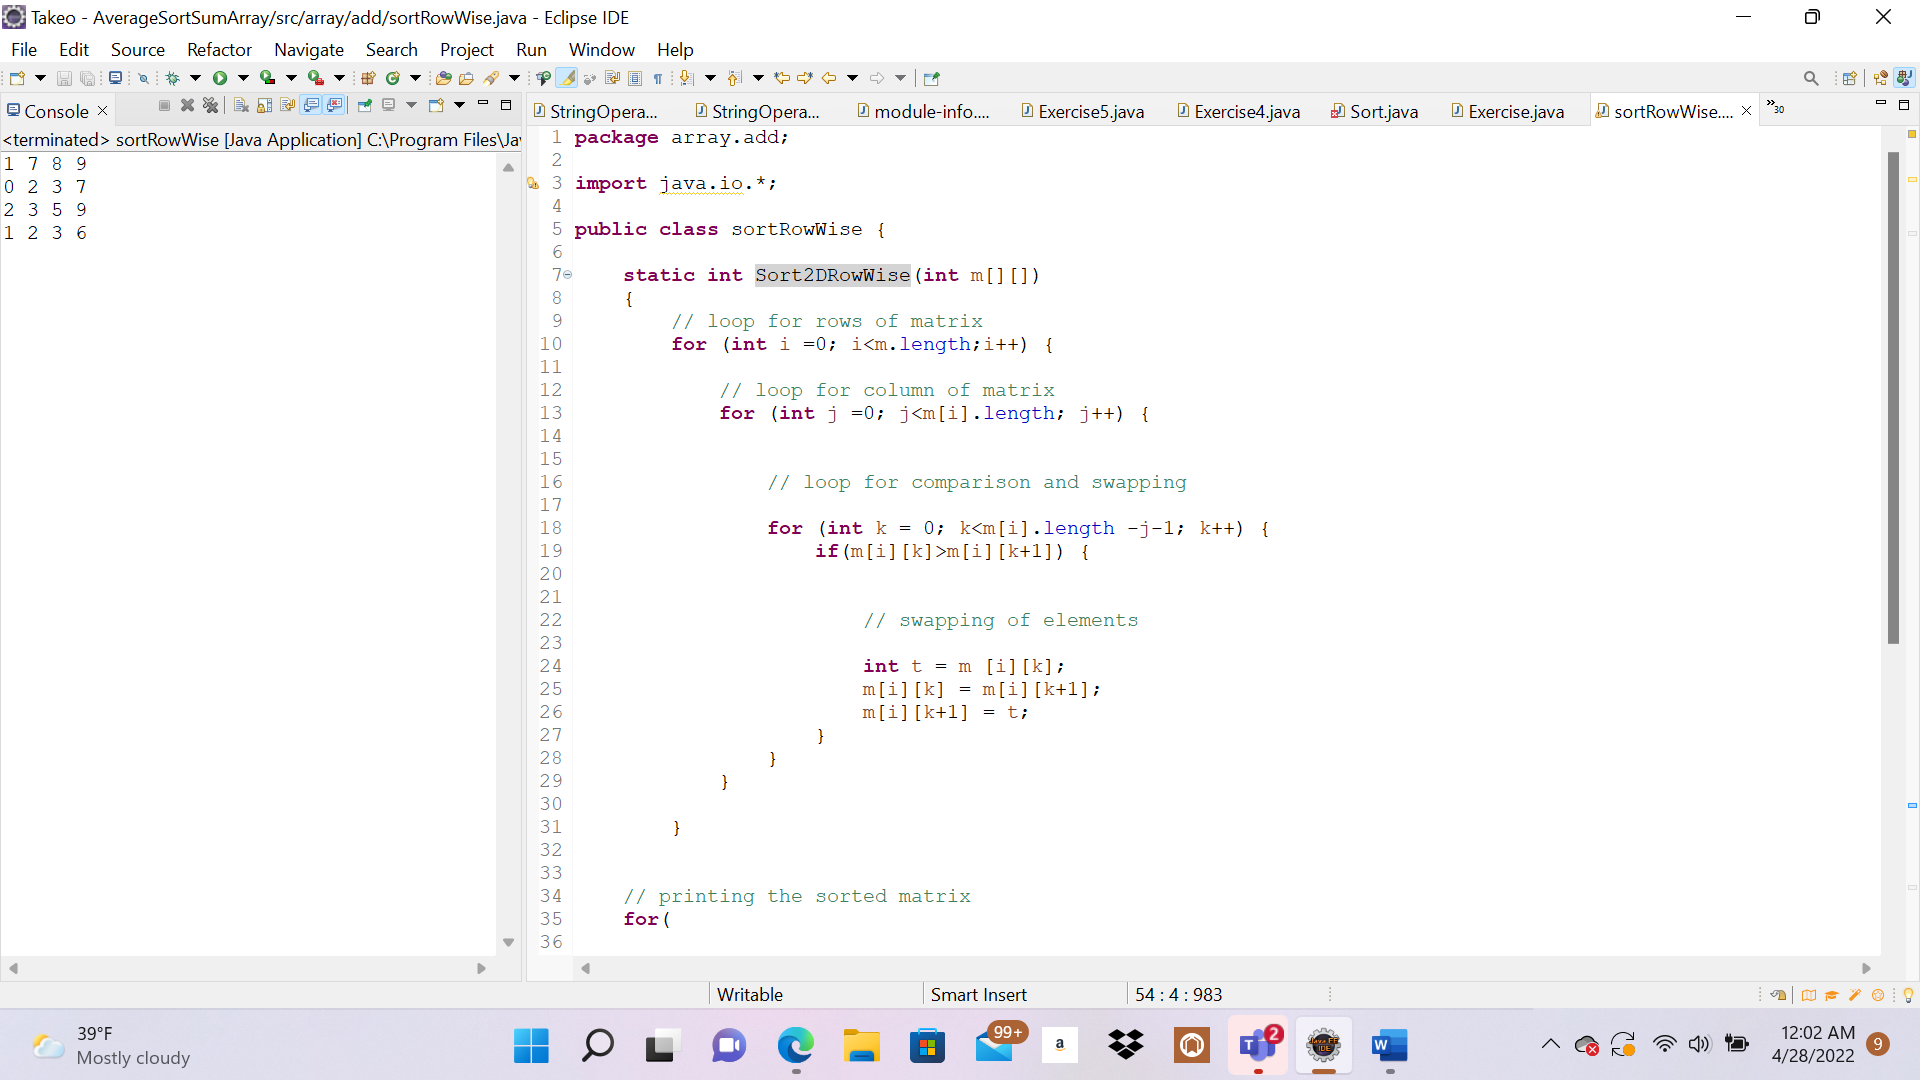 Takeo - AverageSortSumArray/src/array/add/sortRowWise.java - Eclipse IDE
File Edit Source Refactor Navigate Search Project Run Window Help
Console
<terminated> sortRowWise [Java Application] C:\Program Files\Ja
1 7 8 9
0 2 3 7
2 3 5 9
1 2 3 6
StringOpera... StringOpera... module-info.... Exercise5.java Exercise4.java Sort.java Exercise.java sortRowWise.... »30
1 package array.add;
2
3 import java.io.*;
4
5 public class sortRowWise {
6
7 static int Sort2DRowWise(int m[][])
8 {
9 // loop for rows of matrix
10 for (int i =0; i<m.length;i++) {
11
12 // loop for column of matrix
13 for (int j =0; j<m[i].length; j++) {
14
15
16 // loop for comparison and swapping
17
18 for (int k = 0; k<m[i].length -j-1; k++) {
19 if(m[i][k]>m[i][k+1]) {
20
21
22 // swapping of elements
23
24 int t = m [i][k];
25 m[i][k] = m[i][k+1];
26 m[i][k+1] = t;
27 }
28 }
29 }
30
31 }
32
33
34 // printing the sorted matrix
35 for(
36
Writable Smart Insert 54 : 4 : 983
39°F
Mostly cloudy
99+
a
2
Java EE
IDE
W
12:02 AM
4/28/2022
9